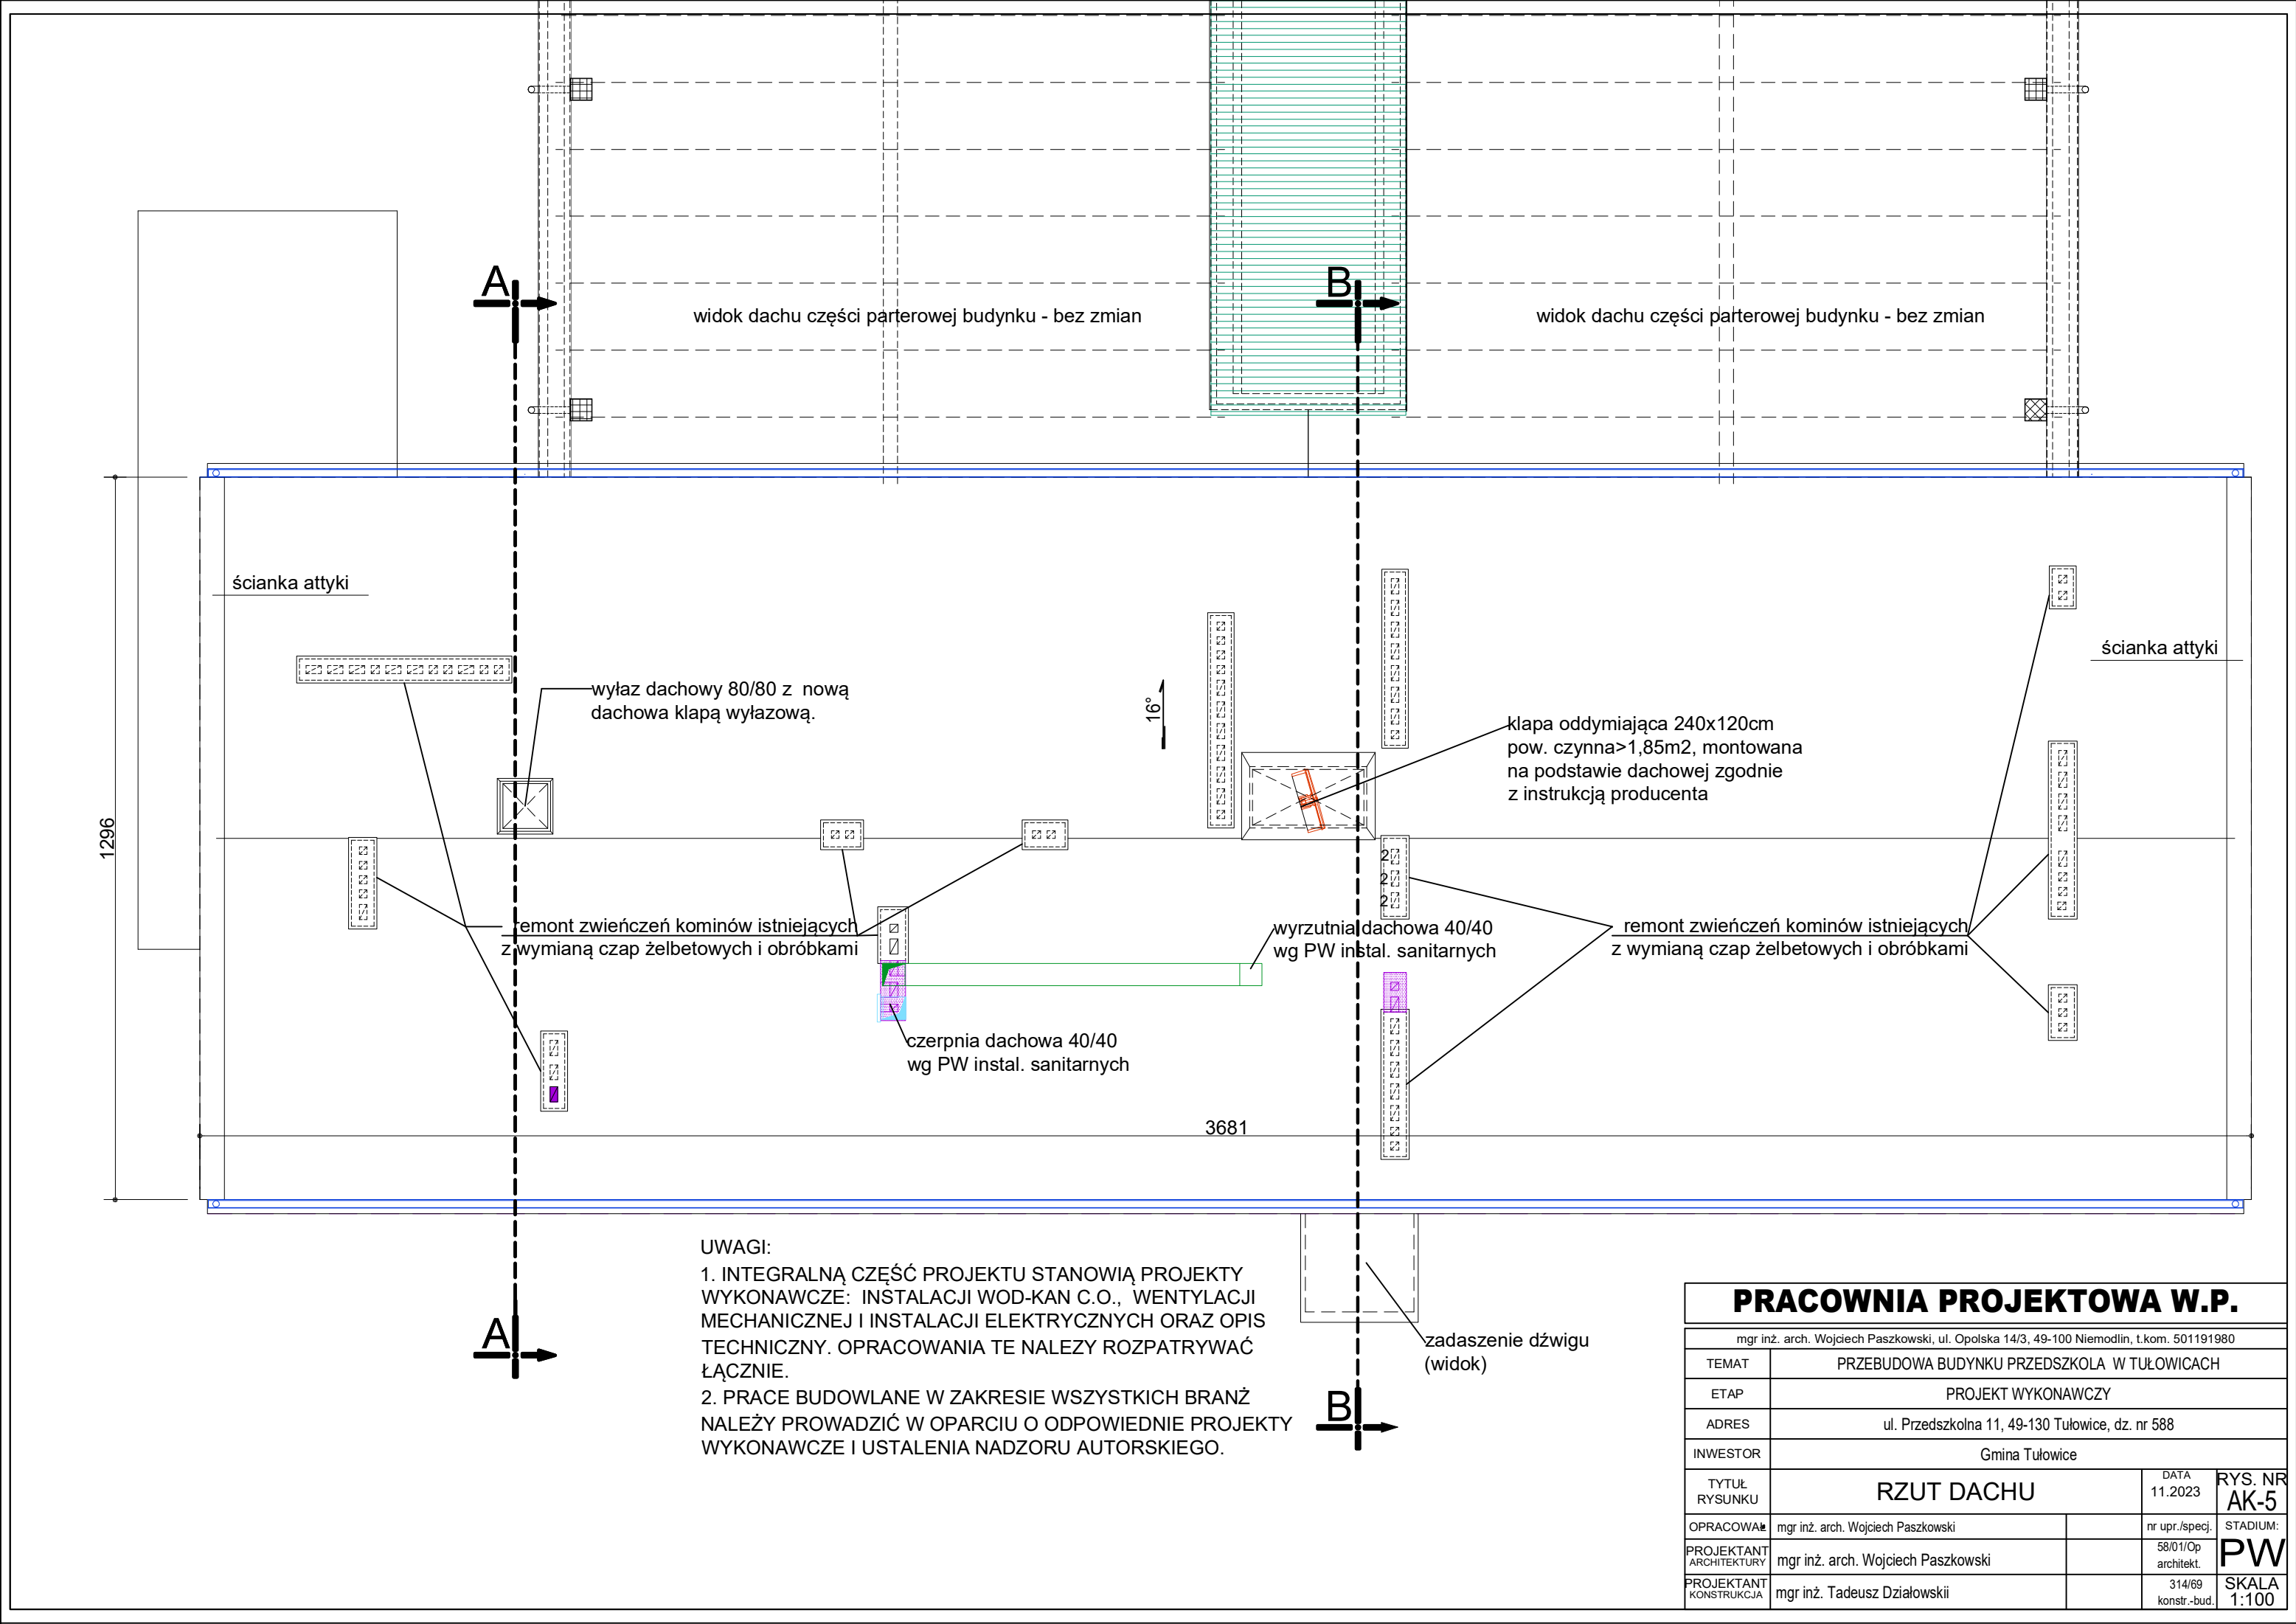 A
B
widok dachu części parterowej budynku - bez zmian
widok dachu części parterowej budynku - bez zmian
ścianka attyki
ścianka attyki
wyłaz dachowy 80/80 z  nową
dachowa klapą wyłazową.
16°
klapa oddymiająca 240x120cm
pow. czynna>1,85m2, montowana
na podstawie dachowej zgodnie
z instrukcją producenta
1296
2
2
2
remont zwieńczeń kominów istniejących
z wymianą czap żelbetowych i obróbkami
wyrzutnia dachowa 40/40
wg PW instal. sanitarnych
remont zwieńczeń kominów istniejących
z wymianą czap żelbetowych i obróbkami
czerpnia dachowa 40/40
wg PW instal. sanitarnych
3681
UWAGI:
1. INTEGRALNĄ CZĘŚĆ PROJEKTU STANOWIĄ PROJEKTY
WYKONAWCZE:  INSTALACJI WOD-KAN C.O.,  WENTYLACJI
MECHANICZNEJ I INSTALACJI ELEKTRYCZNYCH ORAZ OPIS
TECHNICZNY. OPRACOWANIA TE NALEZY ROZPATRYWAĆ
ŁĄCZNIE.
2. PRACE BUDOWLANE W ZAKRESIE WSZYSTKICH BRANŻ
NALEŻY PROWADZIĆ W OPARCIU O ODPOWIEDNIE PROJEKTY
WYKONAWCZE I USTALENIA NADZORU AUTORSKIEGO.
A
B
zadaszenie dźwigu
(widok)
PRACOWNIA PROJEKTOWA W.P.
mgr inż. arch. Wojciech Paszkowski, ul. Opolska 14/3, 49-100 Niemodlin, t.kom. 501191980
TEMAT PRZEBUDOWA BUDYNKU PRZEDSZKOLA  W TUŁOWICACH
ETAP PROJEKT WYKONAWCZY
ADRES ul. Przedszkolna 11, 49-130 Tułowice, dz. nr 588
INWESTOR Gmina Tułowice
TYTUŁ
RYSUNKU
RZUT DACHU
DATA
11.2023
RYS. NR
AK-5
OPRACOWAŁ mgr inż. arch. Wojciech Paszkowski
nr upr./specj.
STADIUM:
PW
PROJEKTANT
ARCHITEKTURY
mgr inż. arch. Wojciech Paszkowski
58/01/Op
architekt.
PROJEKTANT
KONSTRUKCJA
mgr inż. Tadeusz Działowskii
314/69
konstr.-bud.
SKALA
1:100